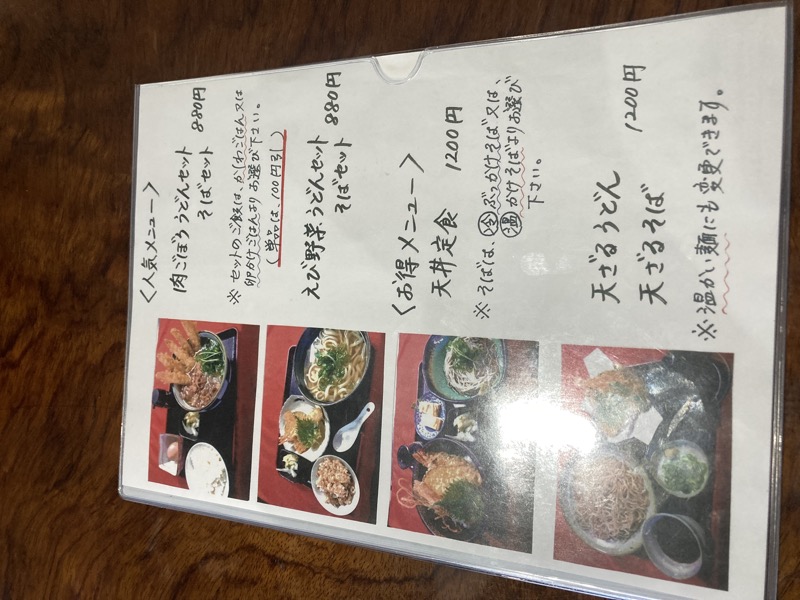 〈人気メニュー〉
肉ごぼううどんセット
そばセット 880円
※ セットのご飯は、かしわごはん又は
卵かけごはんよりお選び下さい。
(単品は、100円引)
えび野菜うどんセット
そばセット 880円
〈お得メニュー〉
天丼定食 1200円
※ そばは、冷ぶっかけそば又は、
温かけそばよりお選び
下さい。
天ざるうどん
天ざるそば 1200円
※温かい麺にも変更できます。